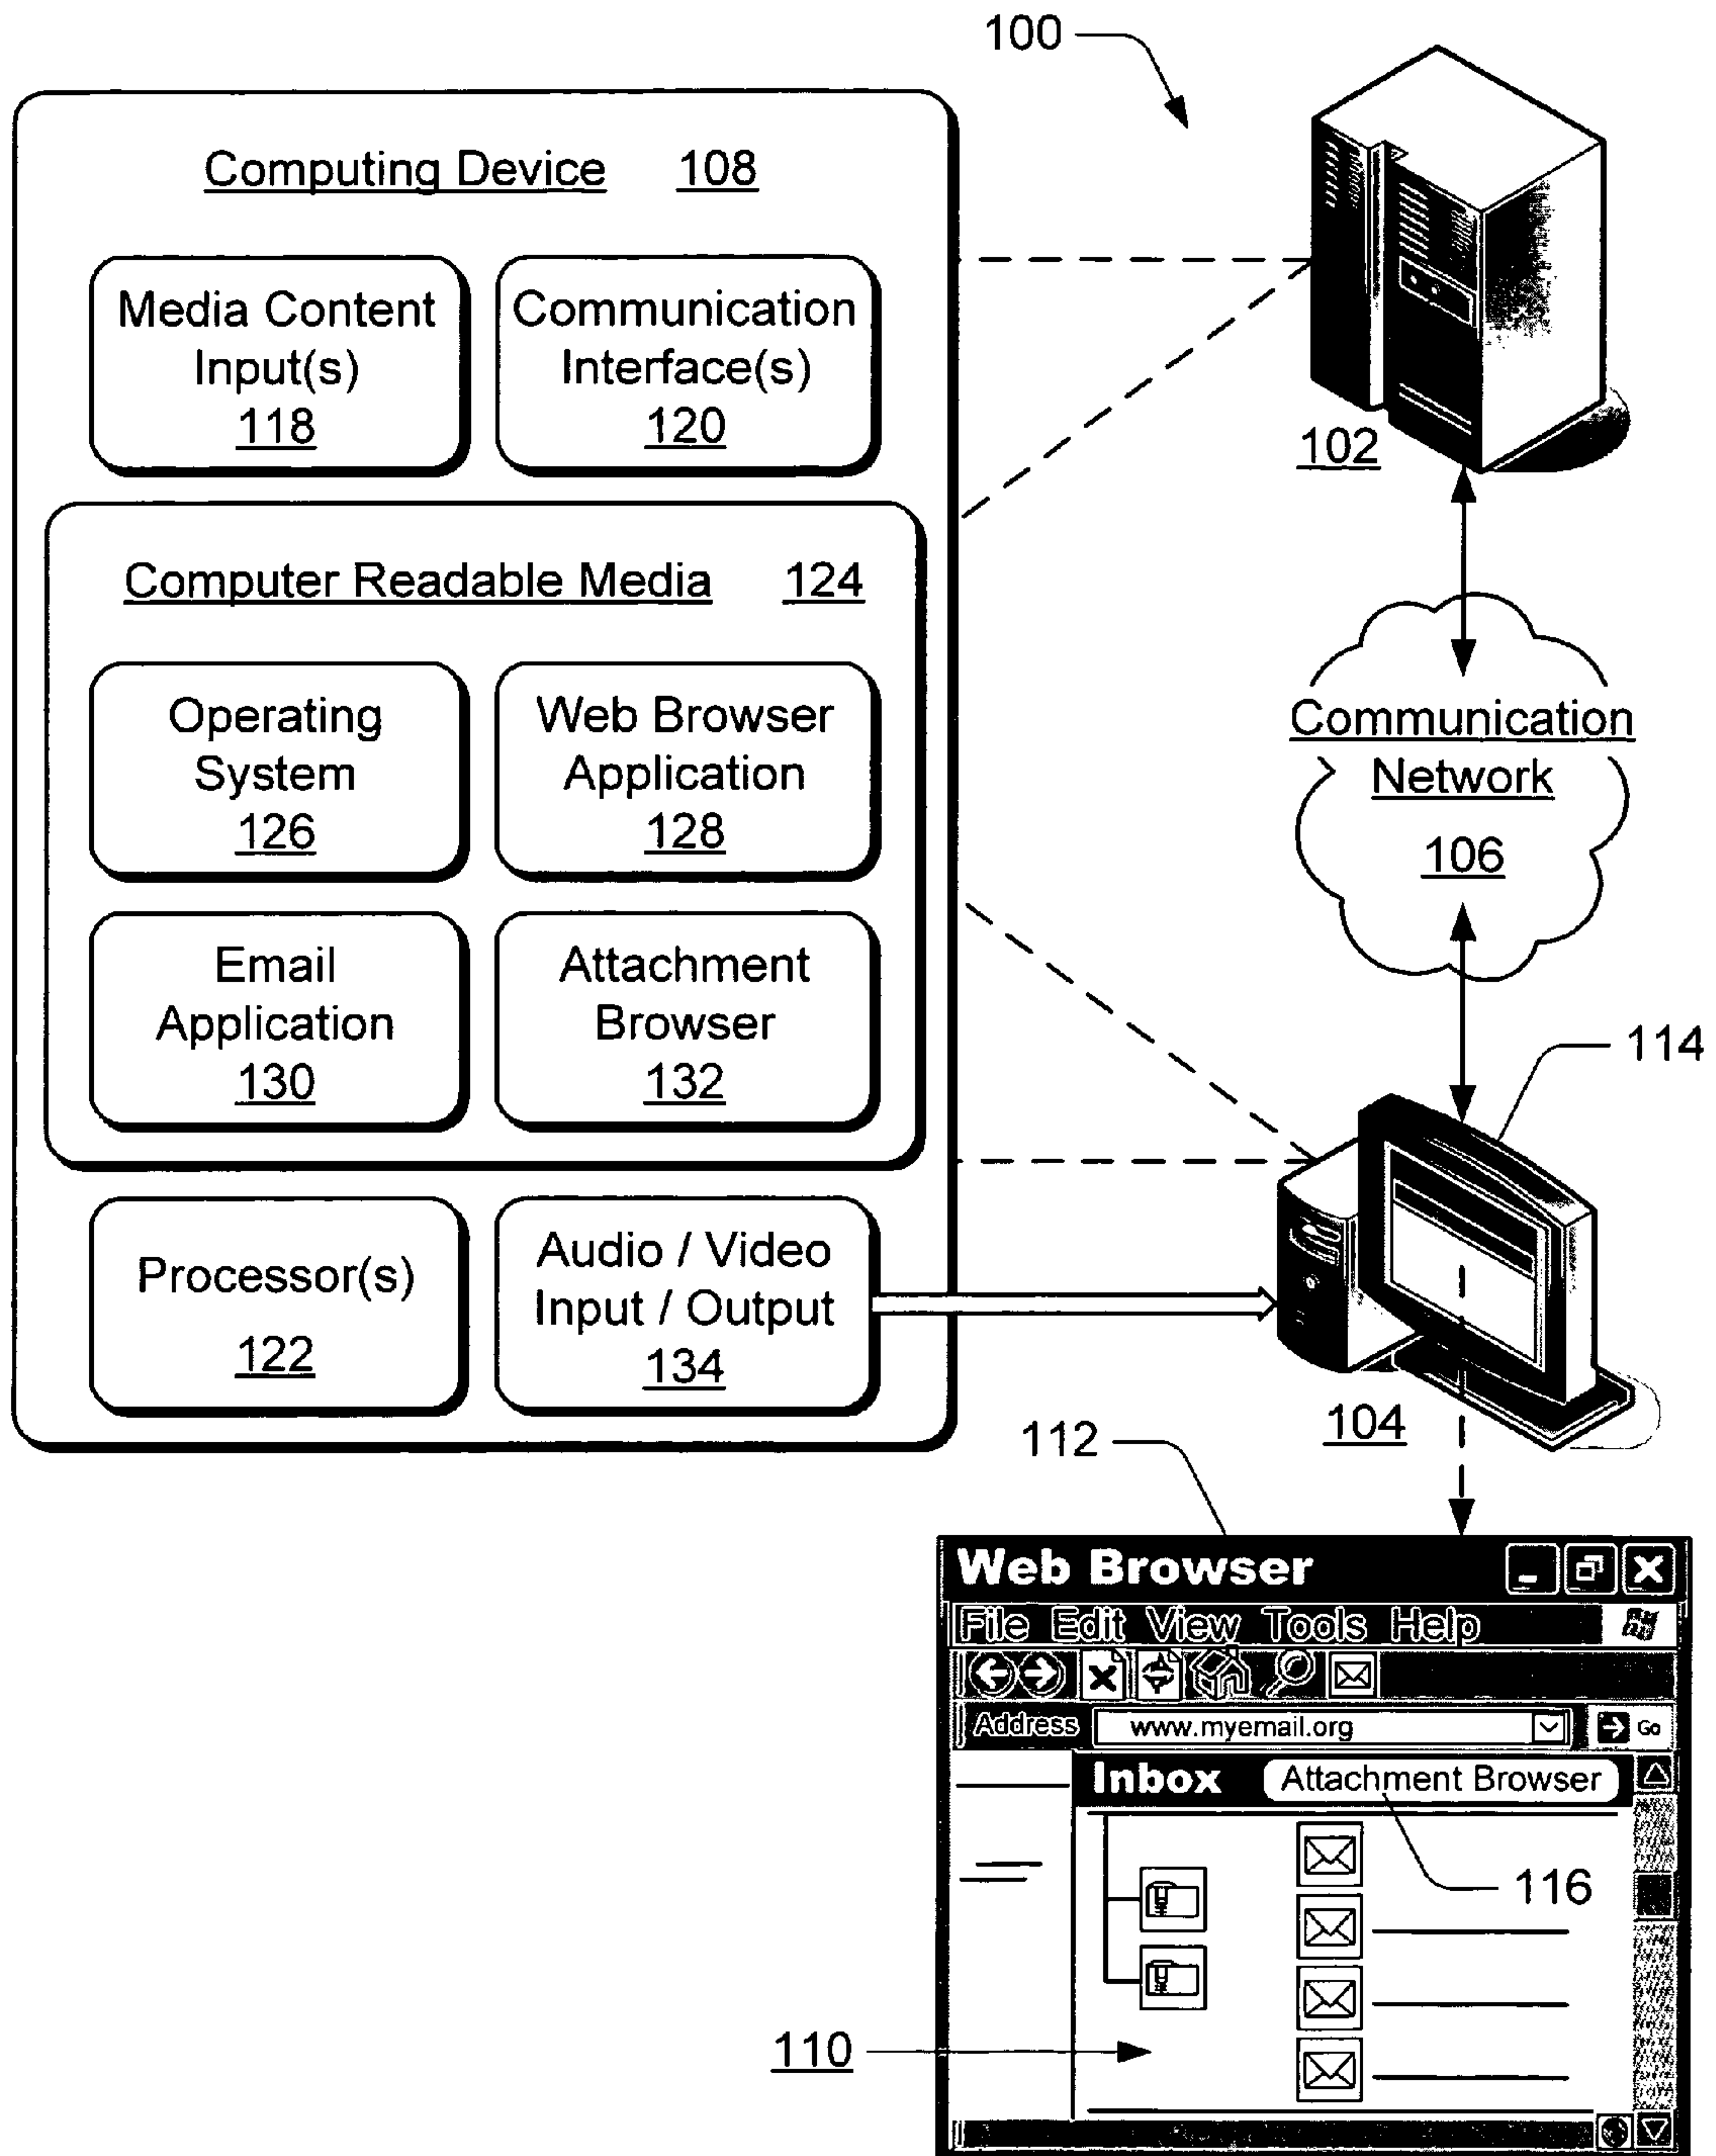 100
Computing Device 108
Media Content
Input(s)
118
Communication
Interface(s)
120
102
Computer Readable Media 124
Operating
System
126
Web Browser
Application
128
Communication
Network
106
Email
Application
130
Attachment
Browser
132
114
Processor(s)
122
Audio / Video
Input / Output
134
104
112
Web Browser
File Edit View Tools Help
Address www.myemail.org Go
Inbox Attachment Browser
116
110